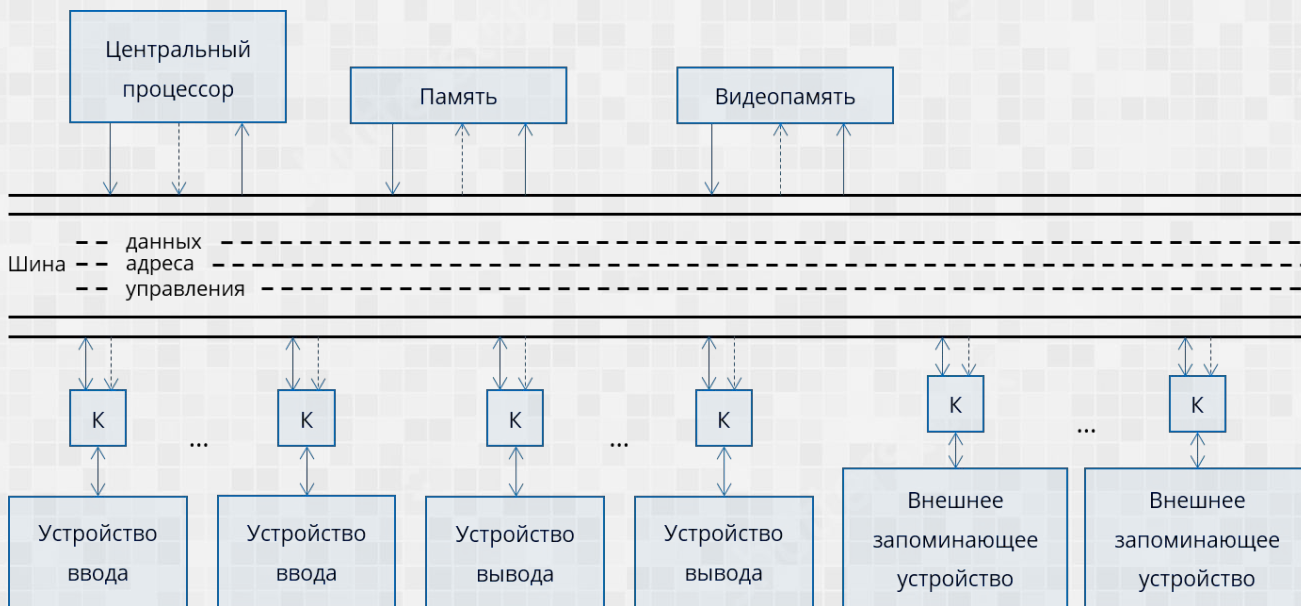 Центральный
процессор
Память
Видеопамять
данных
Шина
адреса
управления
К
К
К
К
К
К
...
...
...
Устройство
ввода
Устройство
ввода
Устройство
вывода
Устройство
вывода
Внешнее
запоминающее
устройство
Внешнее
запоминающее
устройство